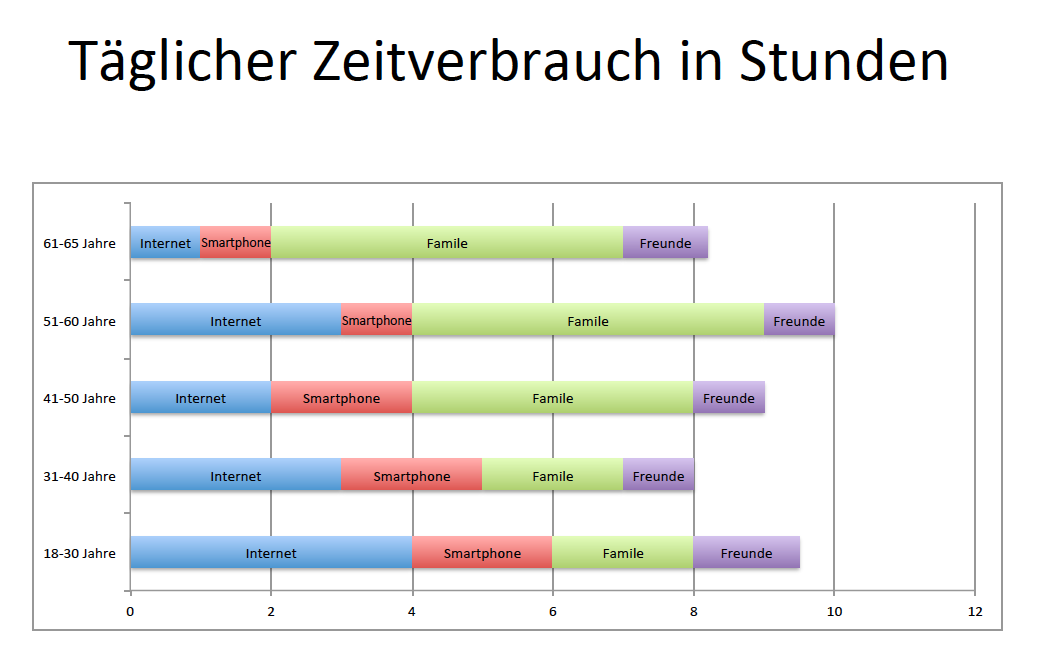 Täglicher Zeitverbrauch in Stunden
61-65 Jahre Internet Smartphone Famile Freunde
51-60 Jahre Internet Smartphone Famile Freunde
41-50 Jahre Internet Smartphone Famile Freunde
31-40 Jahre Internet Smartphone Famile Freunde
18-30 Jahre Internet Smartphone Famile Freunde
0 2 4 6 8 10 12